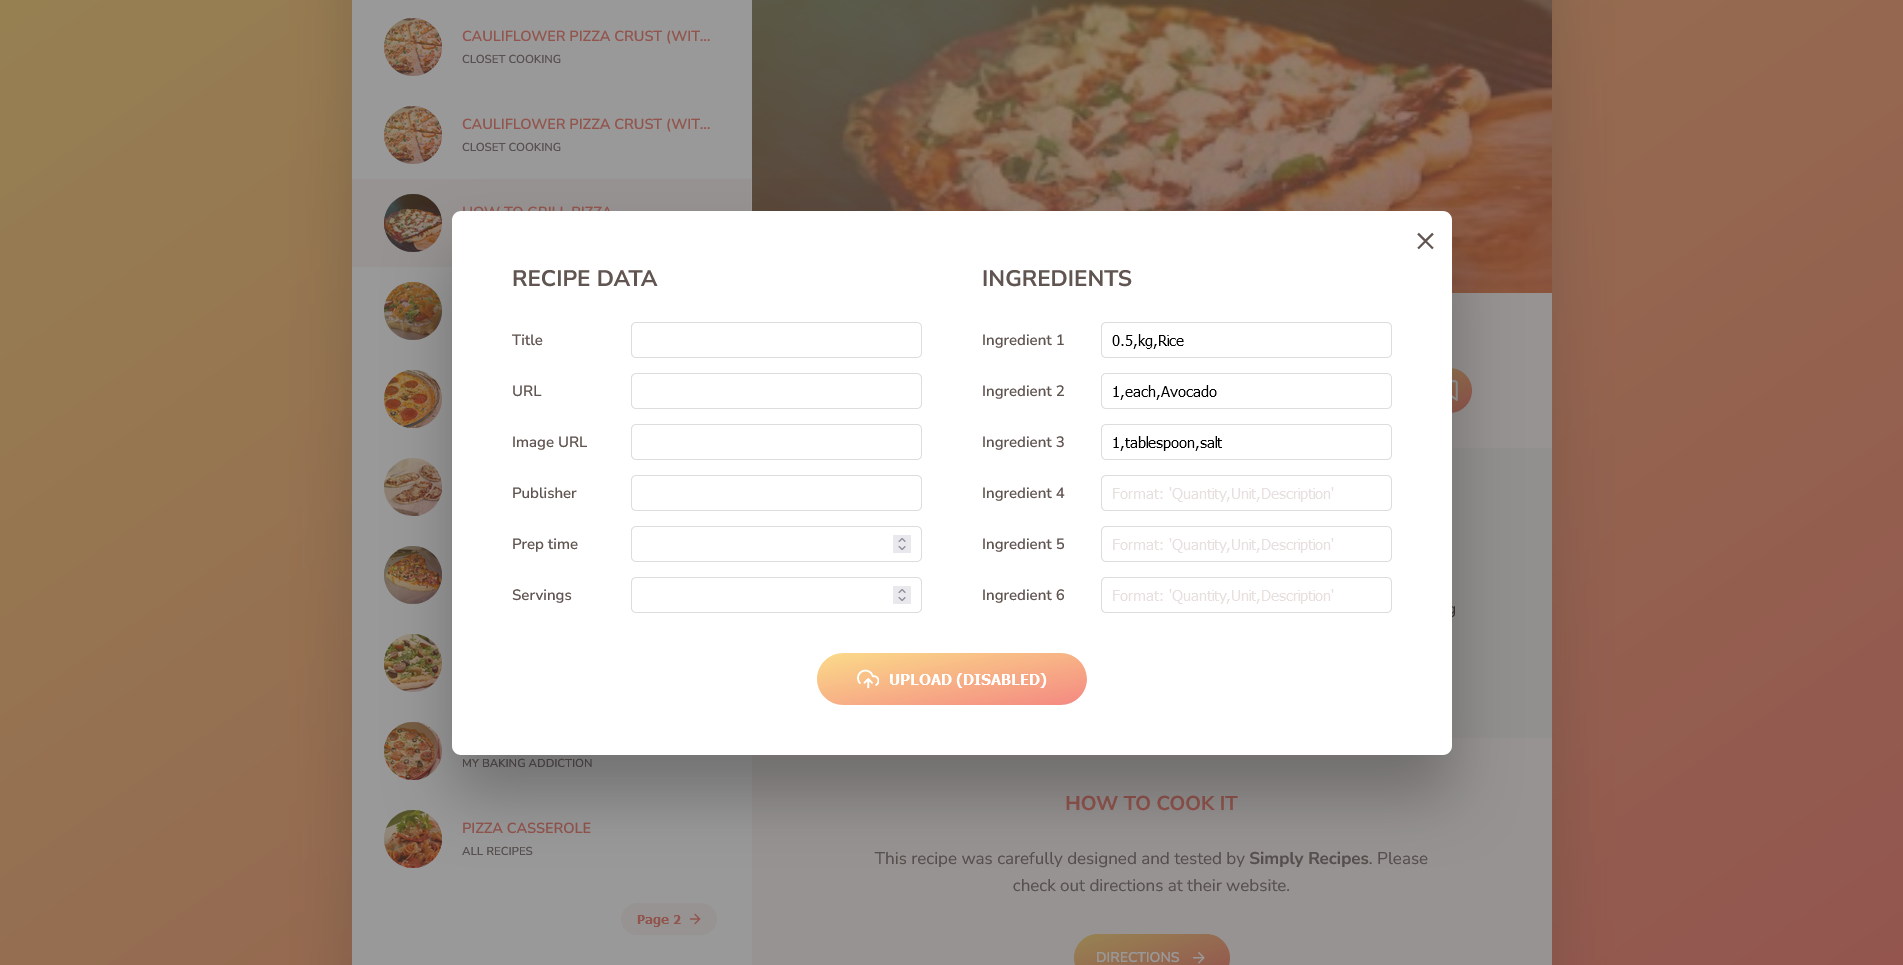 CAULIFLOWER PIZZA CRUST (WIT...
CLOSET COOKING
CAULIFLOWER PIZZA CRUST (WIT...
CLOSET COOKING
HOW TO GRILL PIZZA
RECIPE DATA
Title
URL
Image URL
Publisher
Prep time
Servings
INGREDIENTS
Ingredient 1 0.5,kg,Rice
Ingredient 2 1,each,Avocado
Ingredient 3 1,tablespoon,salt
Ingredient 4 Format: 'Quantity,Unit,Description'
Ingredient 5 Format: 'Quantity,Unit,Description'
Ingredient 6 Format: 'Quantity,Unit,Description'
UPLOAD (DISABLED)
MY BAKING ADDICTION
PIZZA CASSEROLE
ALL RECIPES
Page 2
HOW TO COOK IT
This recipe was carefully designed and tested by Simply Recipes. Please
check out directions at their website.
DIRECTIONS